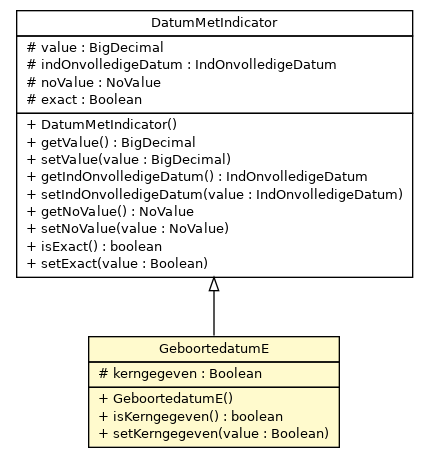 DatumMetIndicator
# value : BigDecimal
# indOnvolledigeDatum : IndOnvolledigeDatum
# noValue : NoValue
# exact : Boolean
+ DatumMetIndicator()
+ getValue() : BigDecimal
+ setValue(value : BigDecimal)
+ getIndOnvolledigeDatum() : IndOnvolledigeDatum
+ setIndOnvolledigeDatum(value : IndOnvolledigeDatum)
+ getNoValue() : NoValue
+ setNoValue(value : NoValue)
+ isExact() : boolean
+ setExact(value : Boolean)
GeboortedatumE
# kerngegeven : Boolean
+ GeboortedatumE()
+ isKerngegeven() : boolean
+ setKerngegeven(value : Boolean)